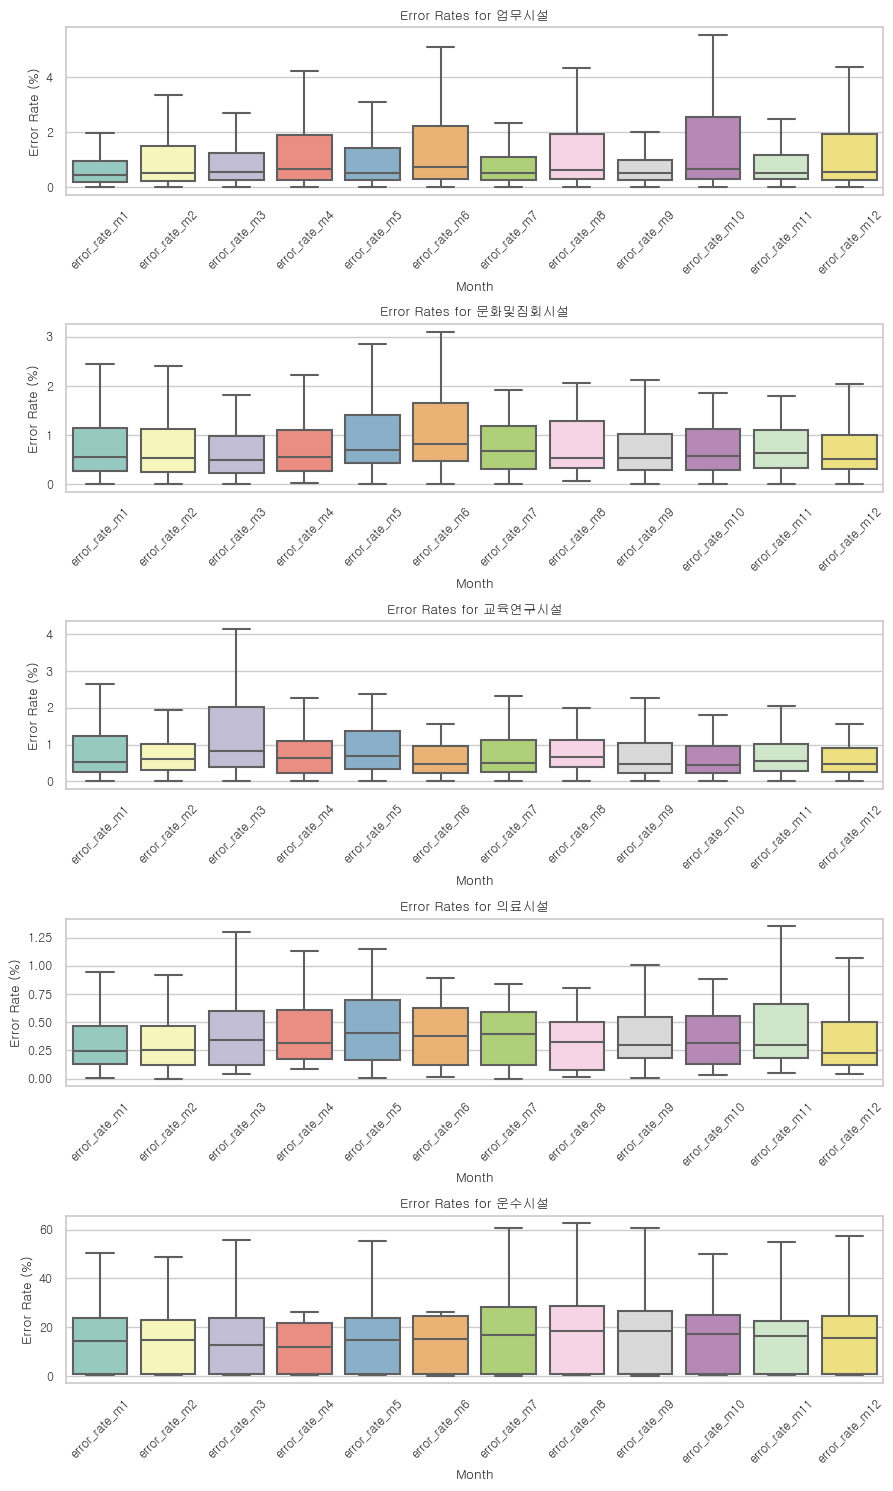 Error Rates for 업무시설
Error Rate (%)
4
2
0
error_rate_m1
error_rate_m2
error_rate_m3
error_rate_m4
error_rate_m5
error_rate_m6
error_rate_m7
error_rate_m8
error_rate_m9
error_rate_m10
error_rate_m11
error_rate_m12
Month
Error Rates for 문화및집회시설
Error Rate (%)
3
2
1
0
error_rate_m1
error_rate_m2
error_rate_m3
error_rate_m4
error_rate_m5
error_rate_m6
error_rate_m7
error_rate_m8
error_rate_m9
error_rate_m10
error_rate_m11
error_rate_m12
Month
Error Rates for 교육연구시설
Error Rate (%)
4
3
2
1
0
error_rate_m1
error_rate_m2
error_rate_m3
error_rate_m4
error_rate_m5
error_rate_m6
error_rate_m7
error_rate_m8
error_rate_m9
error_rate_m10
error_rate_m11
error_rate_m12
Month
Error Rates for 의료시설
Error Rate (%)
1.25
1.00
0.75
0.50
0.25
0.00
error_rate_m1
error_rate_m2
error_rate_m3
error_rate_m4
error_rate_m5
error_rate_m6
error_rate_m7
error_rate_m8
error_rate_m9
error_rate_m10
error_rate_m11
error_rate_m12
Month
Error Rates for 운수시설
Error Rate (%)
60
40
20
0
error_rate_m1
error_rate_m2
error_rate_m3
error_rate_m4
error_rate_m5
error_rate_m6
error_rate_m7
error_rate_m8
error_rate_m9
error_rate_m10
error_rate_m11
error_rate_m12
Month